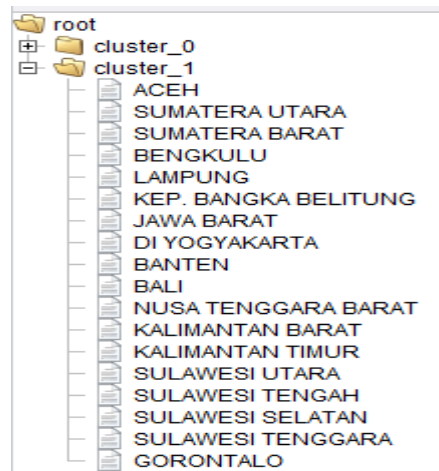 root
cluster_0
cluster_1
ACEH
SUMATERA UTARA
SUMATERA BARAT
BENGKULU
LAMPUNG
KEP. BANGKA BELITUNG
JAWA BARAT
DI YOGYAKARTA
BANTEN
BALI
NUSA TENGGARA BARAT
KALIMANTAN BARAT
KALIMANTAN TIMUR
SULAWESI UTARA
SULAWESI TENGAH
SULAWESI SELATAN
SULAWESI TENGGARA
GORONTALO